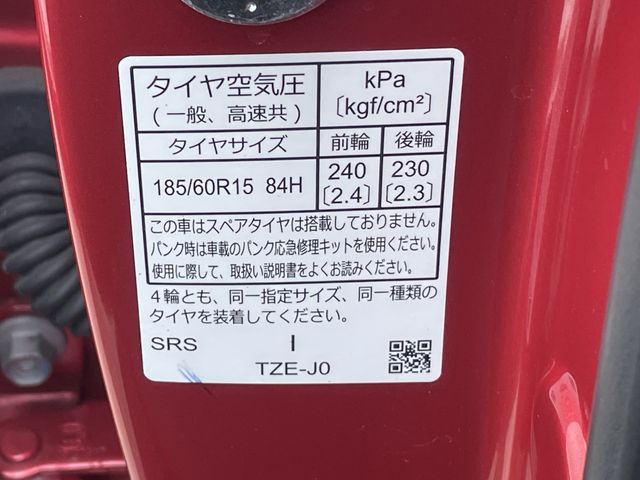 タイヤ空気圧
(一般、高速共)
kPa
〔kgf/cm²〕
タイヤサイズ 前輪 後輪
185/60R15 84H 240 230
〔2.4〕 〔2.3〕
この車はスペアタイヤは搭載しておりません。
パンク時は車載のパンク応急修理キットを使用ください。
使用に際して、取扱い説明書をよくお読みください。
4輪とも、同一指定サイズ、同一種類の
タイヤを装着してください。
SRS I
TZE-J0